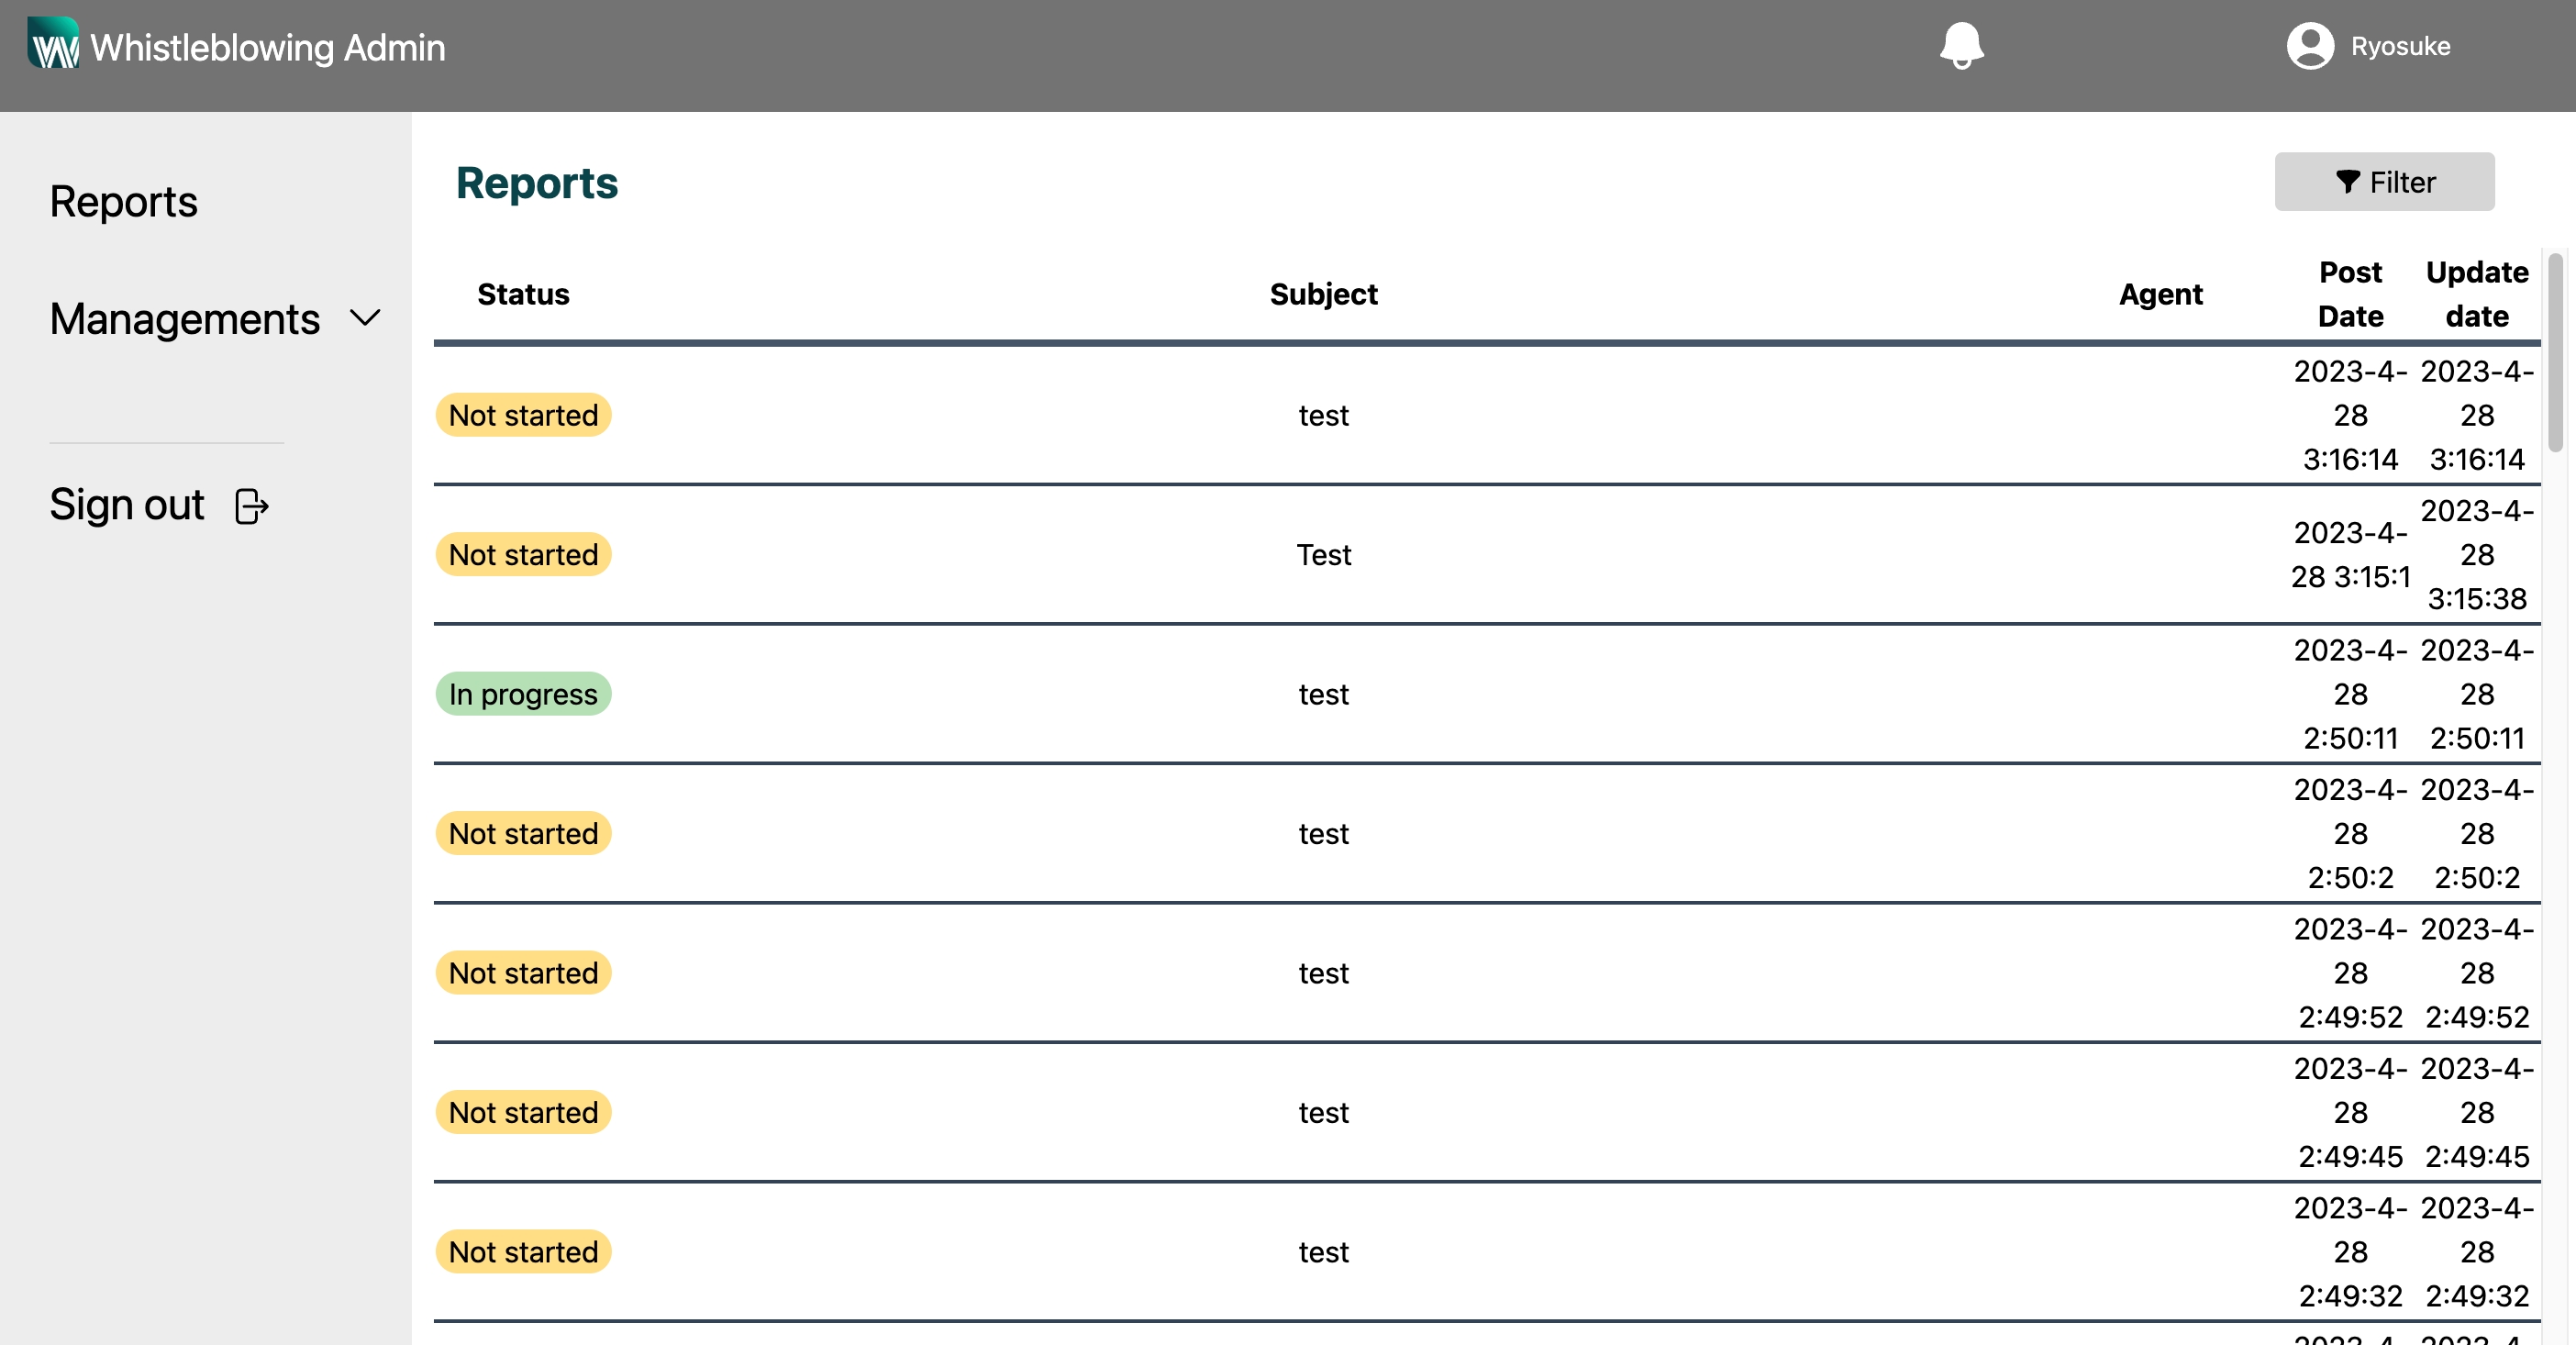 Whistleblowing Admin
Ryosuke
Reports
Managements
Sign out
Reports
Filter
Status Subject Agent Post Date Update date
Not started test 2023-4-28 3:16:14 2023-4-28 3:16:14
Not started Test 2023-4-28 3:15:1 2023-4-28 3:15:38
In progress test 2023-4-28 2:50:11 2023-4-28 2:50:11
Not started test 2023-4-28 2:50:2 2023-4-28 2:50:2
Not started test 2023-4-28 2:49:52 2023-4-28 2:49:52
Not started test 2023-4-28 2:49:45 2023-4-28 2:49:45
Not started test 2023-4-28 2:49:32 2023-4-28 2:49:32